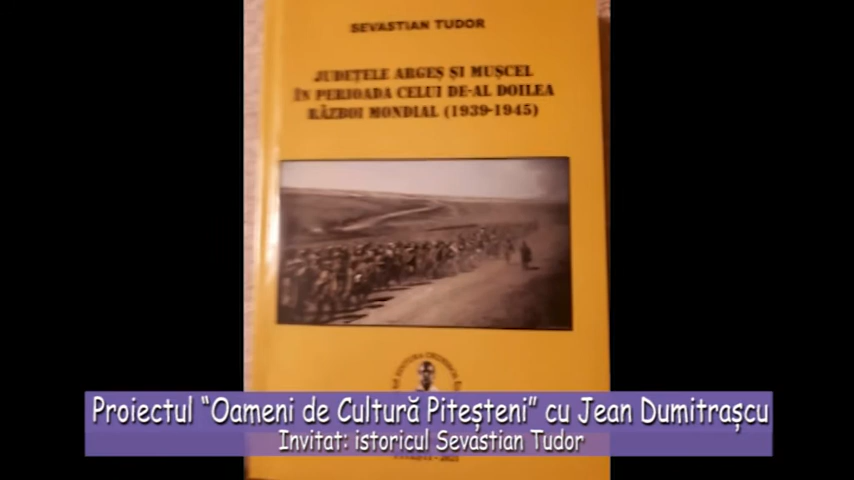 SEVASTIAN TUDOR
JUDEȚELE ARGEȘ ȘI MUȘCEL
ÎN PERIOADA CELUI DE-AL DOILEA
RĂZBOI MONDIAL (1939-1945)
Proiectul “Oameni de Cultură Piteșteni” cu Jean Dumitrașcu
Invitat: istoricul Sevastian Tudor